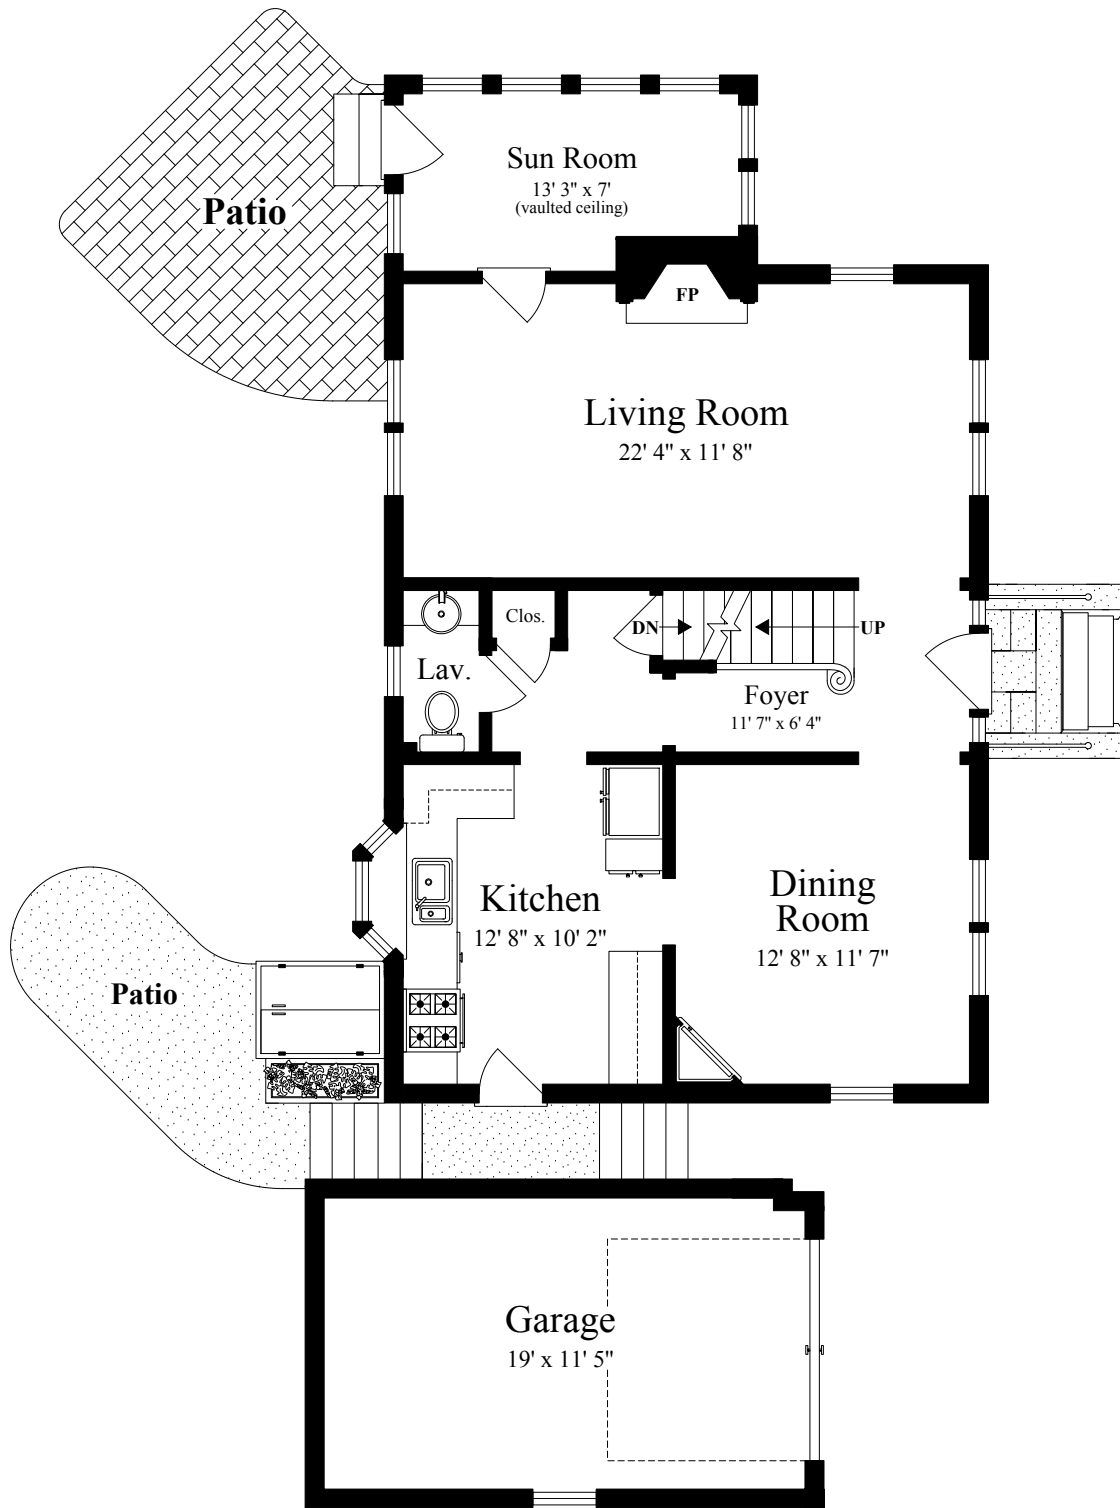 Sun Room
13' 3" x 7'
(vaulted ceiling)
Patio
FP
Living Room
22' 4" x 11' 8"
Clos.
DN
UP
Lav.
Foyer
11' 7" x 6' 4"
Kitchen
12' 8" x 10' 2"
Dining
Room
12' 8" x 11' 7"
Patio
Garage
19' x 11' 5"